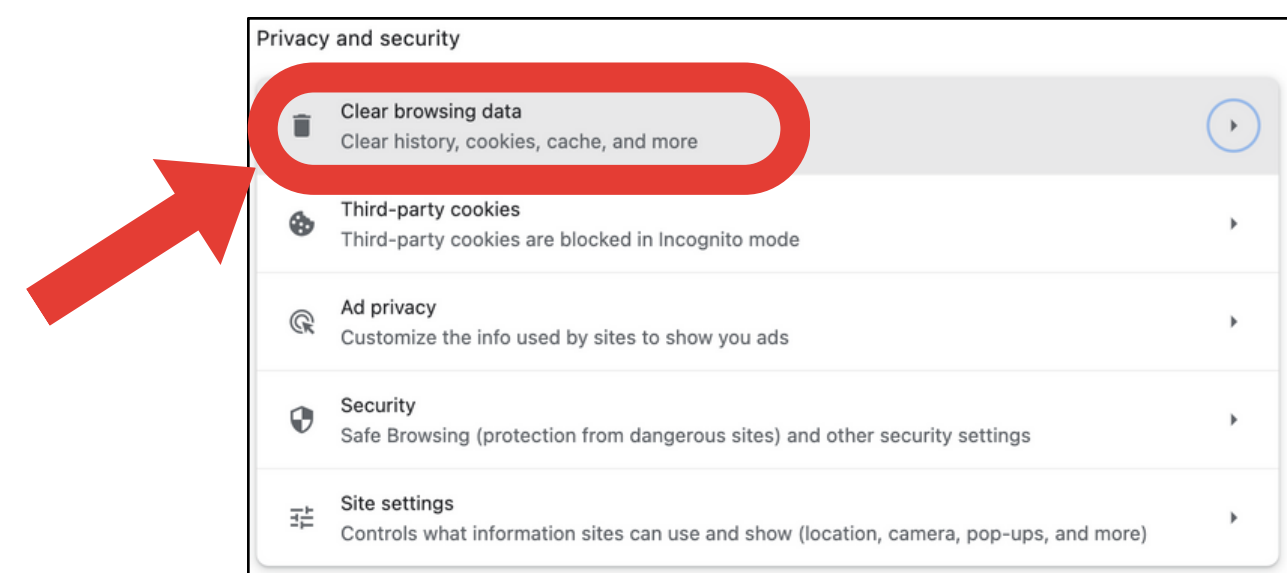 Privacy and security
Clear browsing data
Clear history, cookies, cache, and more
Third-party cookies
Third-party cookies are blocked in Incognito mode
Ad privacy
Customize the info used by sites to show you ads
Security
Safe Browsing (protection from dangerous sites) and other security settings
Site settings
Controls what information sites can use and show (location, camera, pop-ups, and more)